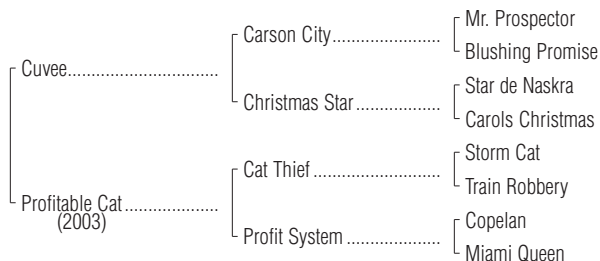 Mr. Prospector
Carson City
Blushing Promise
Cuvee
Star de Naskra
Christmas Star
Carols Christmas
Storm Cat
Cat Thief
Train Robbery
Profitable Cat
(2003)
Copelan
Profit System
Miami Queen